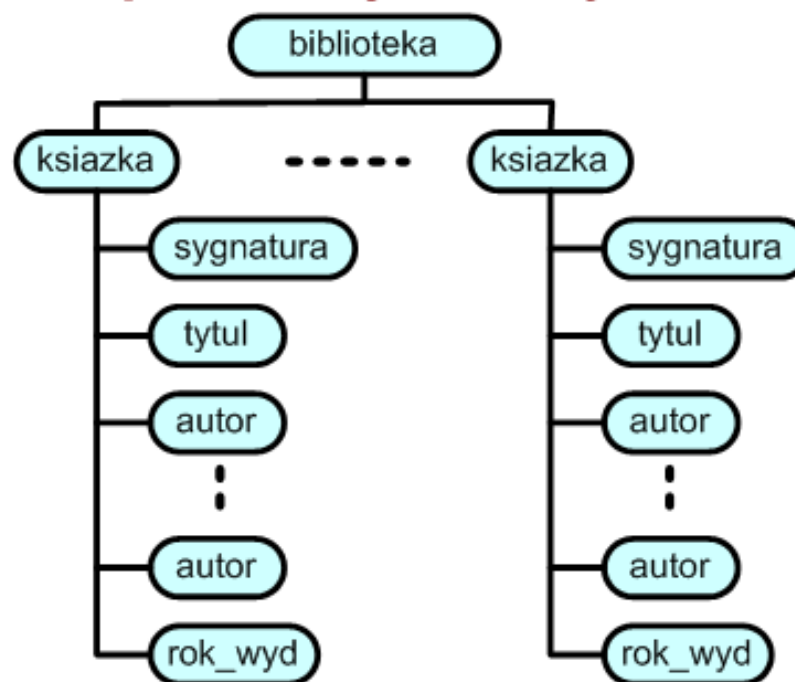 biblioteka
ksiazka ksiazka
sygnatura sygnatura
tytul tytul
autor autor
autor autor
rok_wyd rok_wyd